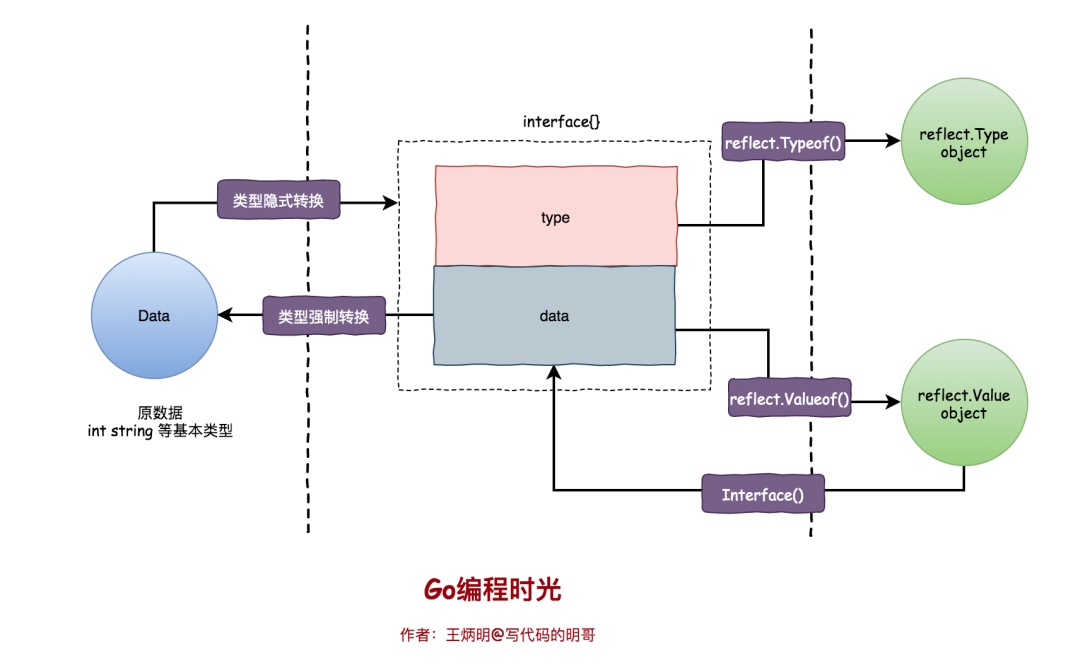 interface{}
reflect.Typeof()
reflect.Type
object
类型隐式转换
type
Data
类型强制转换
data
原数据
int string 等基本类型
reflect.Valueof()
reflect.Value
object
Interface()
Go编程时光
作者：王炳明@写代码的明哥